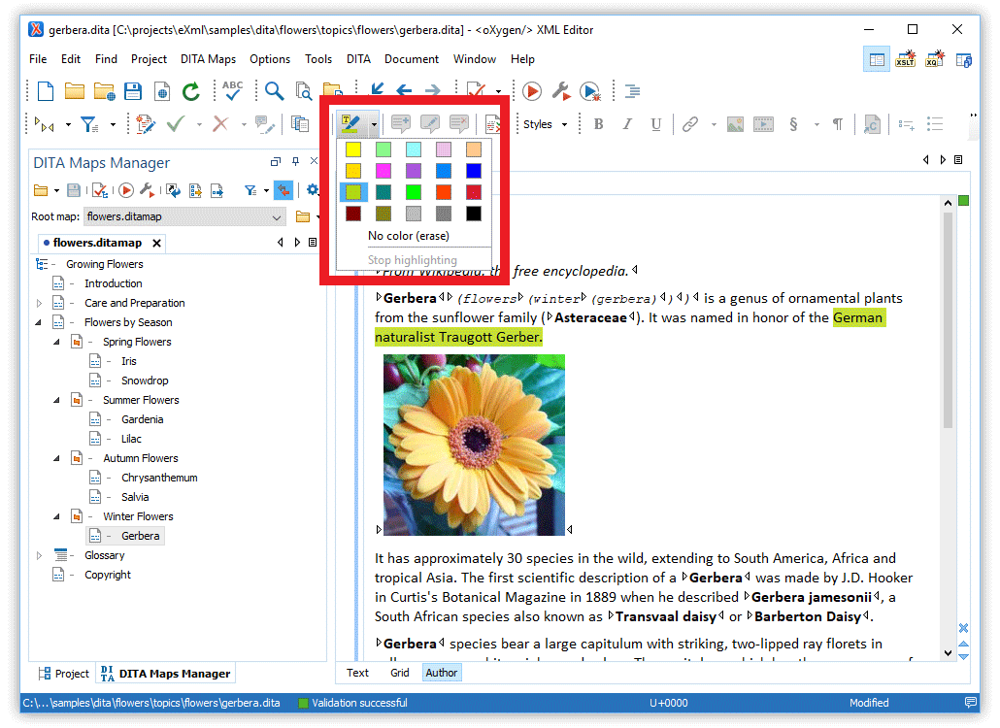 gerbera.dita [C:\projects\eXml\samples\dita\flowers\topics\flowers\gerbera.dita] - <oXygen/> XML Editor
File Edit Find Project DITA Maps Options Tools DITA Document Window Help
XSLT XQ
ABC
T Styles B I U § ¶
DITA Maps Manager
Root map: flowers.ditamap
flowers.ditamap
Growing Flowers
Introduction
Care and Preparation
Flowers by Season
Spring Flowers
Iris
Snowdrop
Summer Flowers
Gardenia
Lilac
Autumn Flowers
Chrysanthemum
Salvia
Winter Flowers
Gerbera
Glossary
Copyright
Project DITA Maps Manager
No color (erase)
Stop highlighting
From Wikipedia, the free encyclopedia.
Gerbera (flowers (winter (gerbera))) is a genus of ornamental plants
from the sunflower family (Asteraceae). It was named in honor of the German
naturalist Traugott Gerber.
It has approximately 30 species in the wild, extending to South America, Africa and
tropical Asia. The first scientific description of a Gerbera was made by J.D. Hooker
in Curtis's Botanical Magazine in 1889 when he described Gerbera jamesonii, a
South African species also known as Transvaal daisy or Barberton Daisy.
Gerbera species bear a large capitulum with striking, two-lipped ray florets in
Text Grid Author
C:\...\samples\dita\flowers\topics\flowers\gerbera.dita Validation successful U+0000 Modified